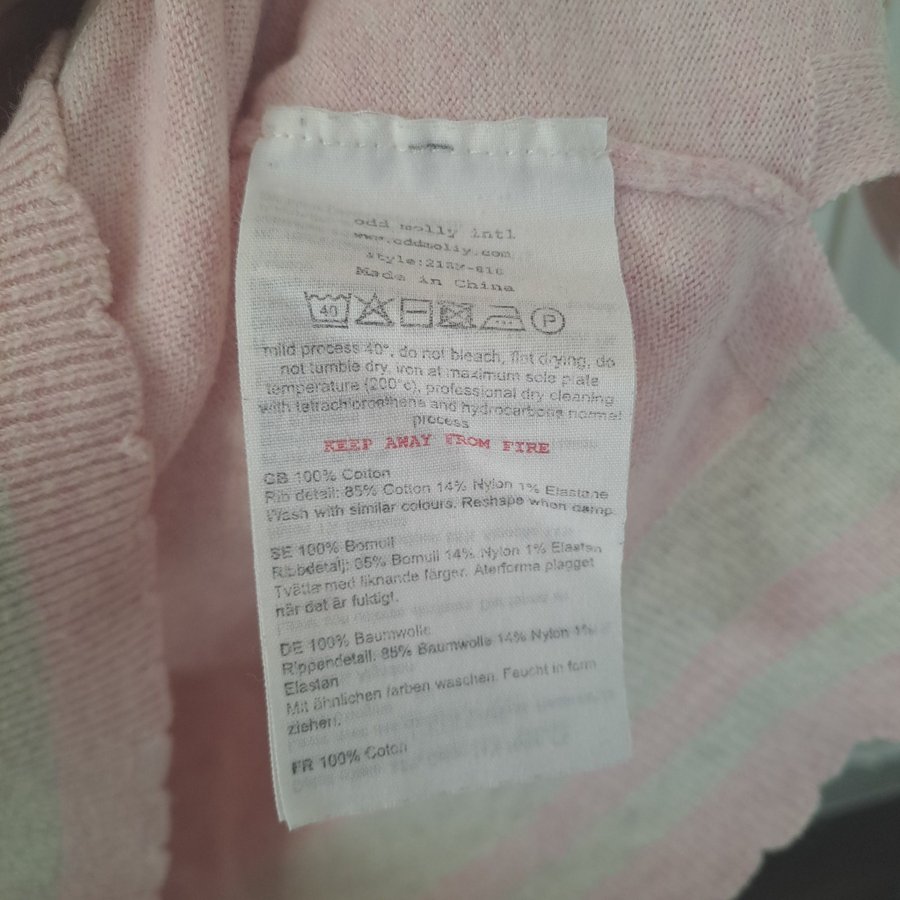 odd molly intl
www.oddmolly.com
Made in China
40 P
mild process 40°, do not bleach, flat drying, do
not tumble dry, iron at maximum sole plate
temperature (200°c), professional dry cleaning
with tetrachloroethene and hydrocarbons normal
process
KEEP AWAY FROM FIRE
GB 100% Cotton
Rib detail: 85% Cotton 14% Nylon 1% Elastane
Wash with similar colours. Reshape when damp
SE 100% Bomull
Ribbdetalj: 85% Bomull 14% Nylon 1% Elastan
Tvätta med liknande färger. Återforma plagget
när det är fuktigt.
DE 100% Baumwolle
Rippendetail: 85% Baumwolle 14% Nylon 1%
Elastan
Mit ähnlichen farben waschen. Feucht in form
ziehen.
FR 100% Coton